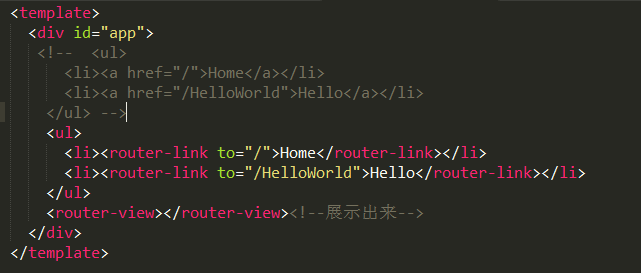 <template>
<div id="app">
<!-- <ul>
<li><a href="/">Home</a></li>
<li><a href="/HelloWorld">Hello</a></li>
</ul> -->
<ul>
<li><router-link to="/">Home</router-link></li>
<li><router-link to="/HelloWorld">Hello</router-link></li>
</ul>
<router-view></router-view><!--展示出来-->
</div>
</template>